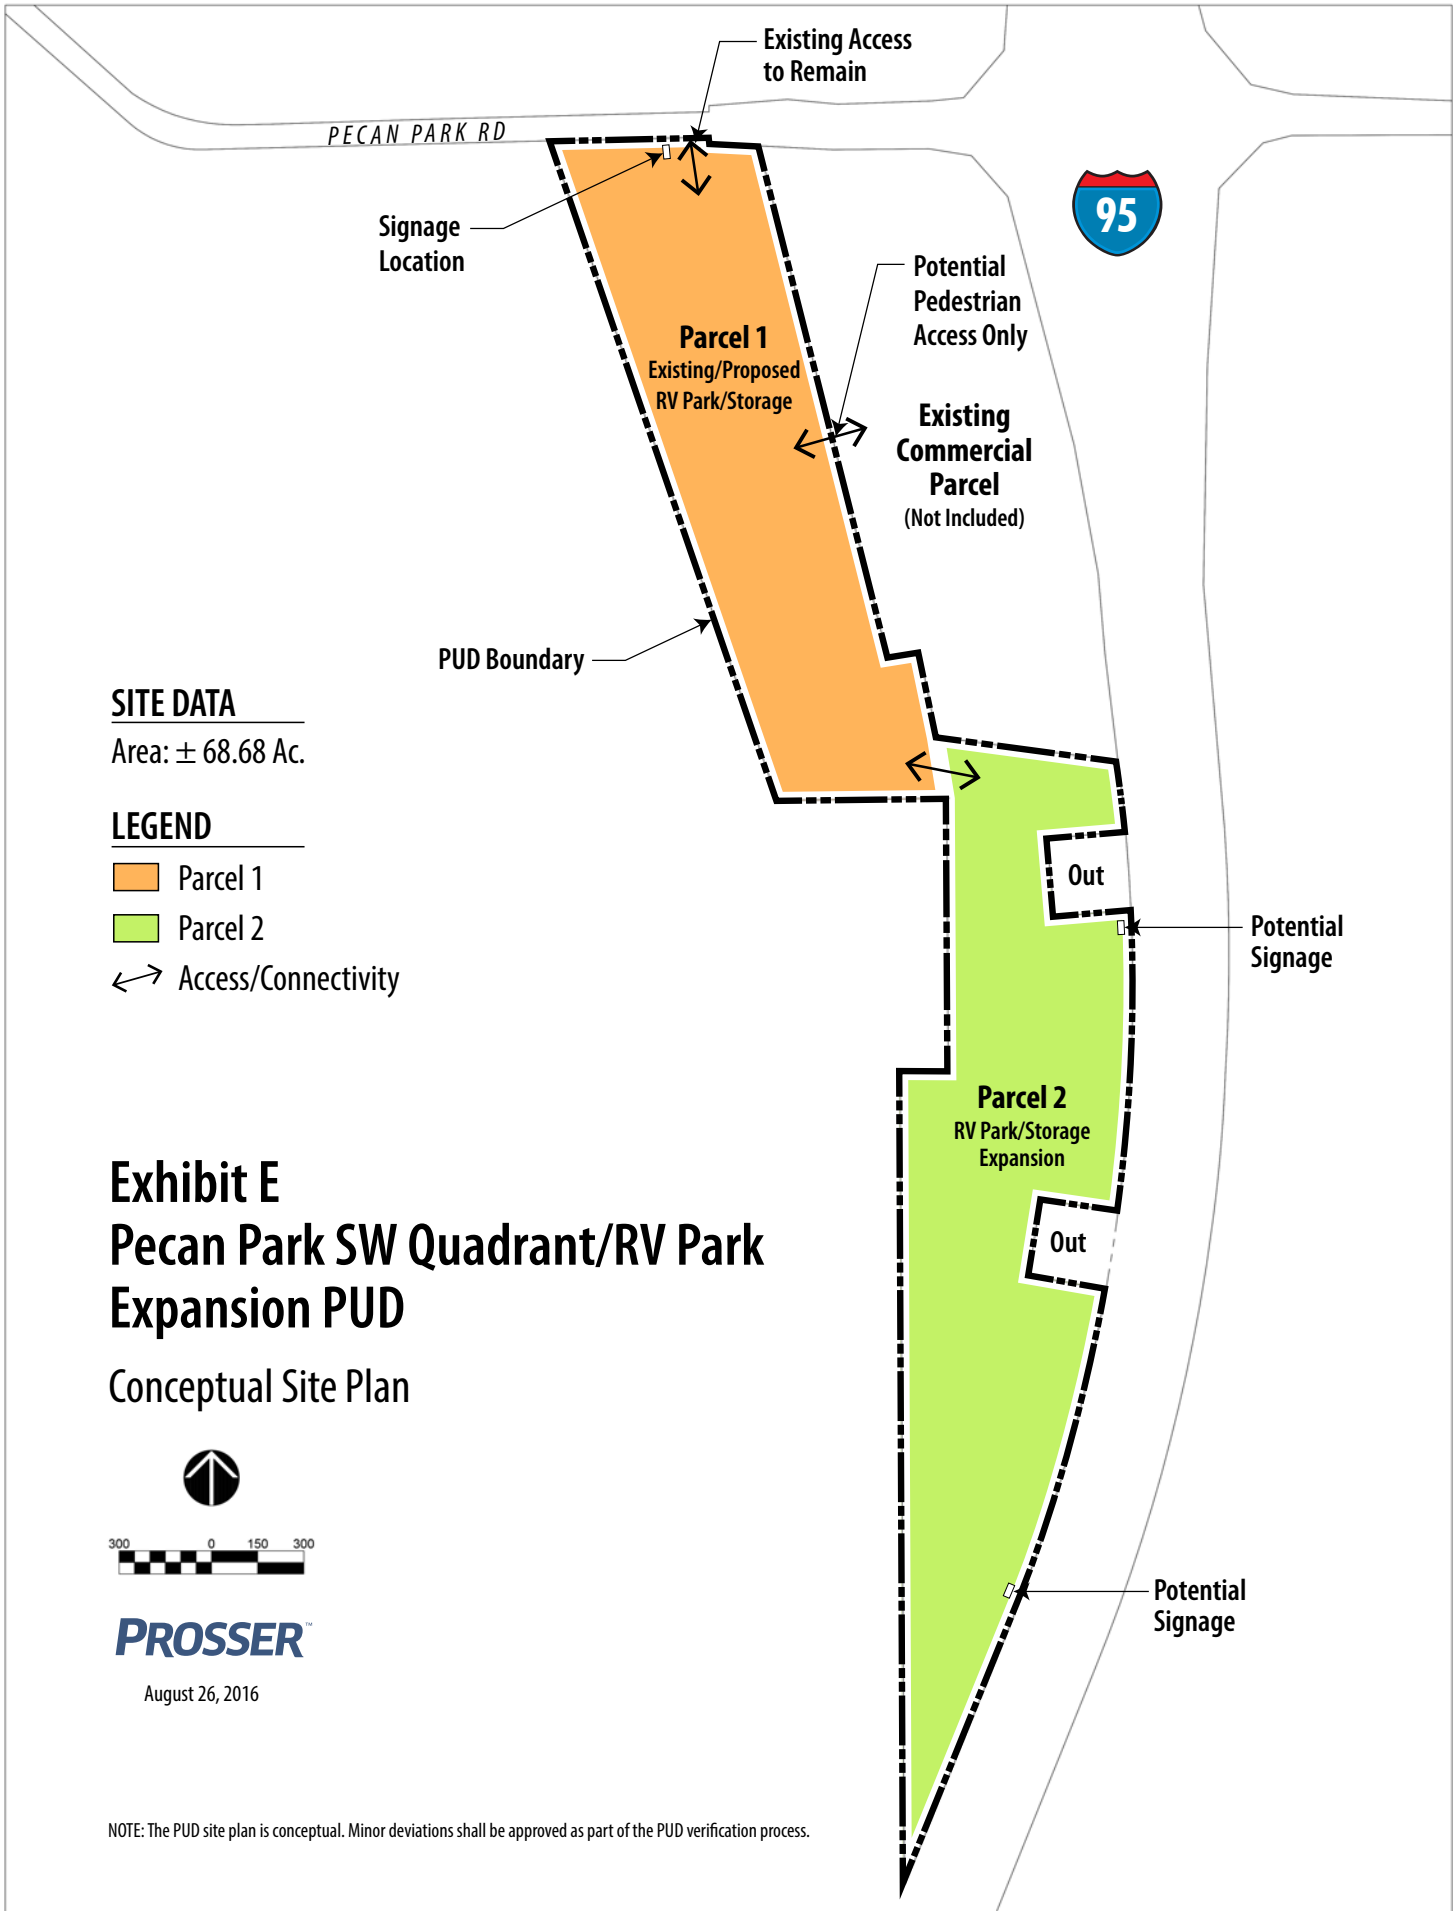 Existing Access
to Remain
PECAN PARK RD
95
Signage
Location
Potential
Pedestrian
Access Only
Parcel 1
Existing/Proposed
RV Park/Storage
Existing
Commercial
Parcel
(Not Included)
PUD Boundary
SITE DATA
Area: ± 68.68 Ac.
LEGEND
Parcel 1
Parcel 2
Access/Connectivity
Out
Potential
Signage
Parcel 2
RV Park/Storage
Expansion
Out
Exhibit E
Pecan Park SW Quadrant/RV Park
Expansion PUD
Conceptual Site Plan
300 0 150 300
PROSSER™
August 26, 2016
Potential
Signage
NOTE: The PUD site plan is conceptual. Minor deviations shall be approved as part of the PUD verification process.